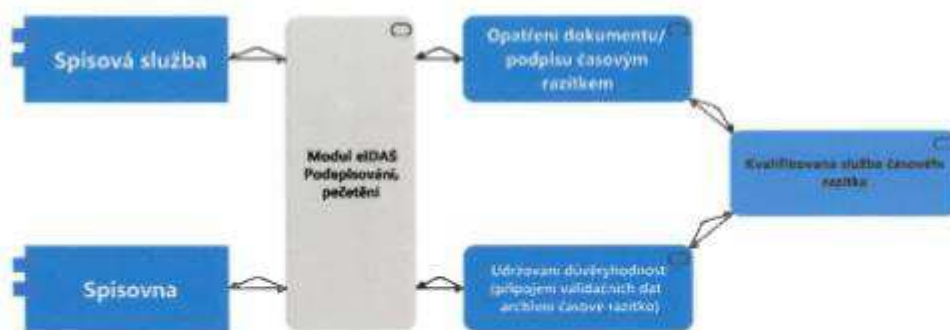 Spisová služba
Opatření dokumentu/
podpisu časovým
razítkem
Modul eIDAS
Podepisování,
pečetění
Kvalifikovaná služba časového
razítka
Spisovna
Udržování důvěryhodnost
(připojení validačních dat
archivní časové razítko)